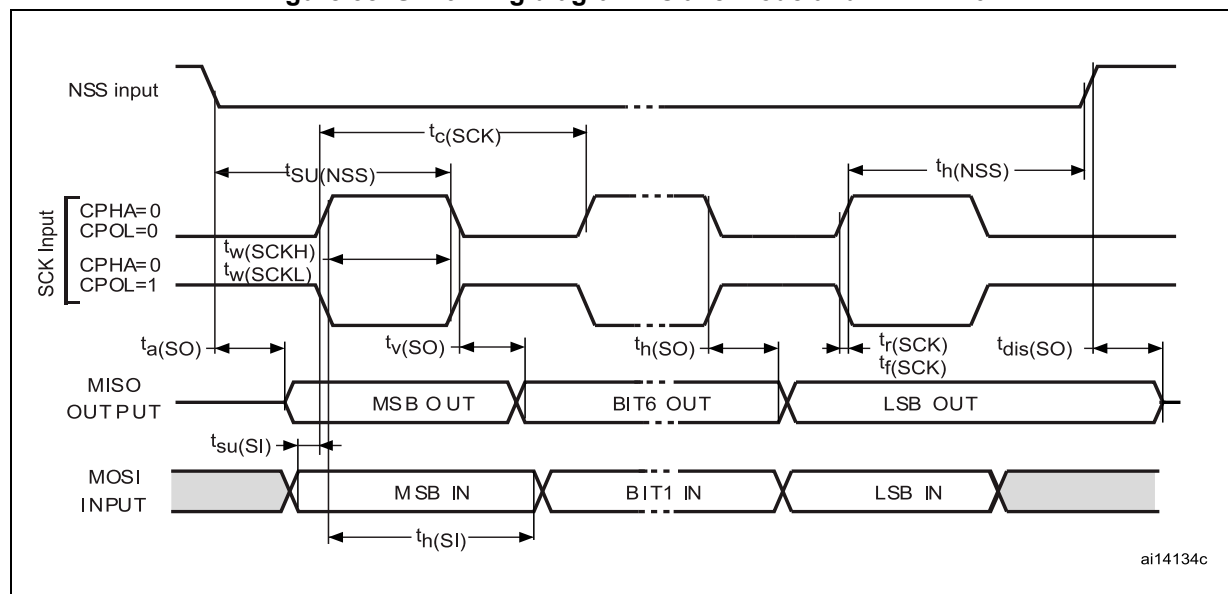 NSS input
tc(SCK)
tSU(NSS)
th(NSS)
SCK Input
CPHA=0
CPOL=0
tw(SCKH)
CPHA=0
tw(SCKL)
CPOL=1
ta(SO)
tv(SO)
th(SO)
tr(SCK)
tf(SCK)
tdis(SO)
MISO
OUTPUT
MSB OUT
BIT6 OUT
LSB OUT
tsu(SI)
MOSI
INPUT
MSB IN
BIT1 IN
LSB IN
th(SI)
ai14134c